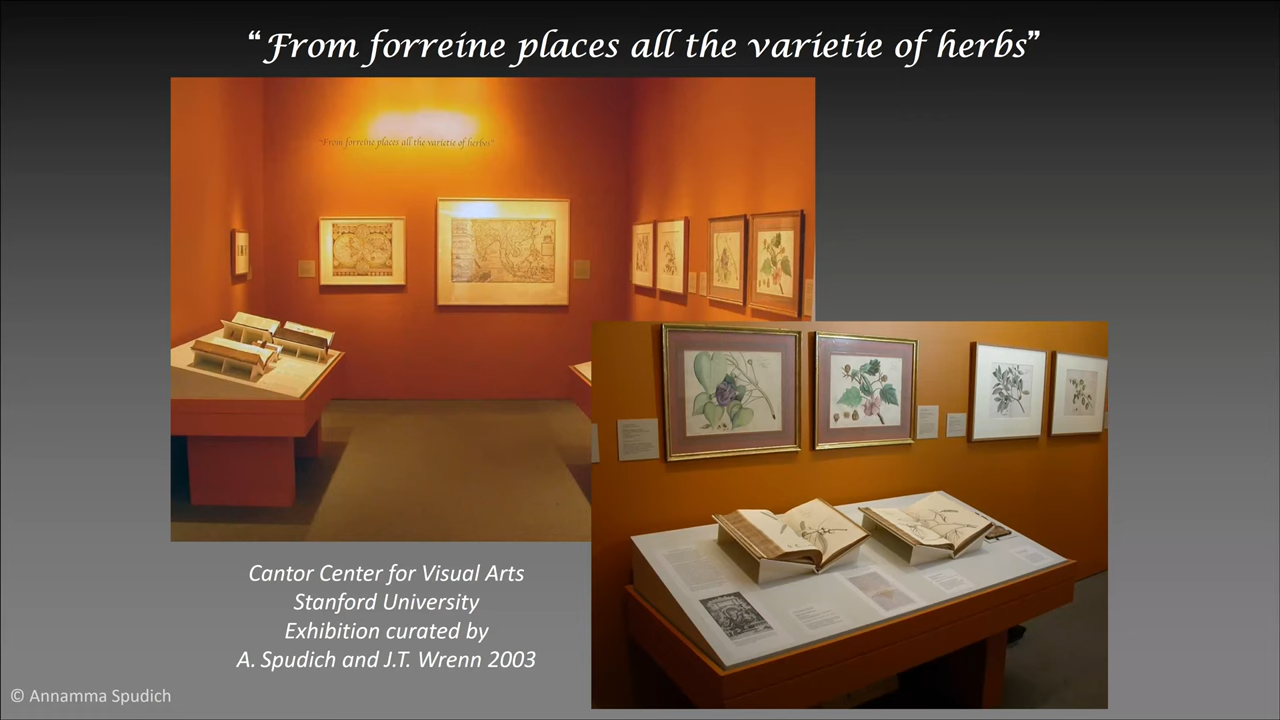 “From forreine places all the varietie of herbs”
“From forreine places all the varietie of herbs”
Cantor Center for Visual Arts
Stanford University
Exhibition curated by
A. Spudich and J.T. Wrenn 2003
© Annamma Spudich